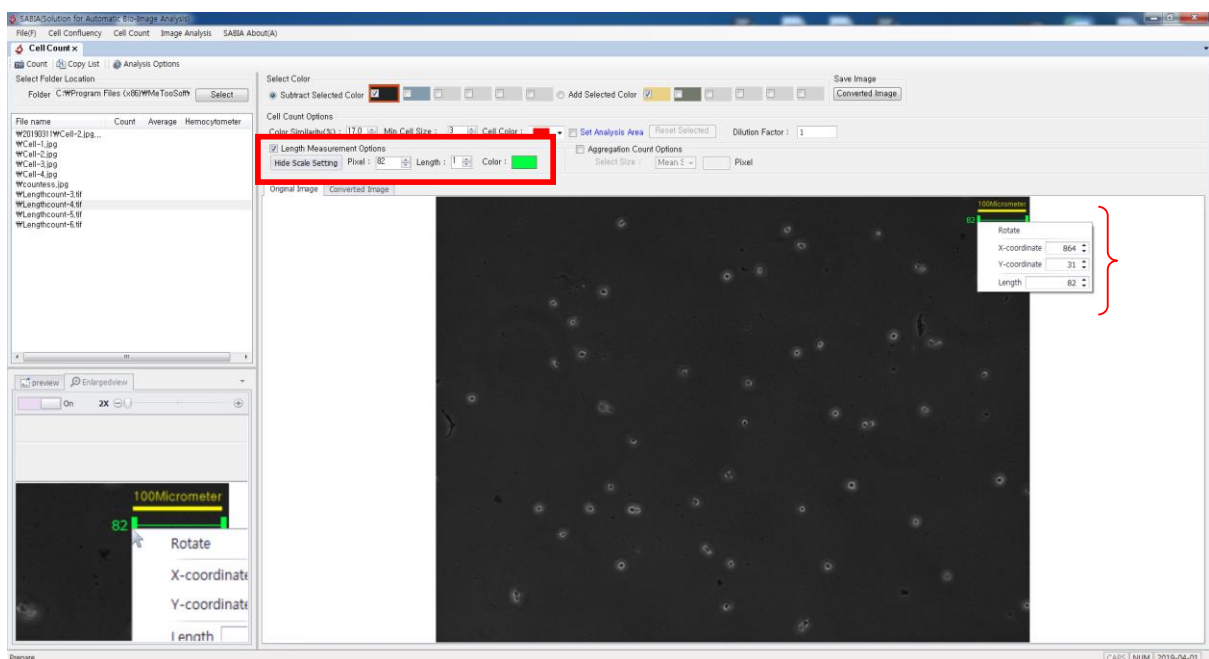 SABIA(Solution for Automatic Bio-Image Analysis)
File(F) Cell Confluency Cell Count Image Analysis SABIA About(A)
Cell Count x
Count Copy List Analysis Options
Select Folder Location
Folder C:₩Program Files (x86)₩MeTooSoft₩ Select
File name Count Average Hemocytometer
₩20190311₩Cell-2.jpg...
₩Cell-1.jpg
₩Cell-2.jpg
₩Cell-3.jpg
₩Cell-4.jpg
₩countess.jpg
₩Lengthcount-3.tif
₩Lengthcount-4.tif
₩Lengthcount-5.tif
₩Lengthcount-6.tif
preview Enlargedview
On 2X
100Micrometer
82
Rotate
X-coordinate
Y-coordinate
Length
Select Color
Subtract Selected Color Add Selected Color
Save Image
Converted Image
Cell Count Options
Color Similarity(%) : 17.0 Min Cell Size : 3 Cell Color : Set Analysis Area Reset Selected Dilution Factor : 1
Length Measurement Options
Hide Scale Setting Pixel : 82 Length : 1 Color :
Aggregation Count Options
Select Size : Mean S Pixel
Original Image Converted Image
100Micrometer
82
Rotate
X-coordinate 864
Y-coordinate 31
Length 82
Prepare
CAPS NUM 2019-04-01